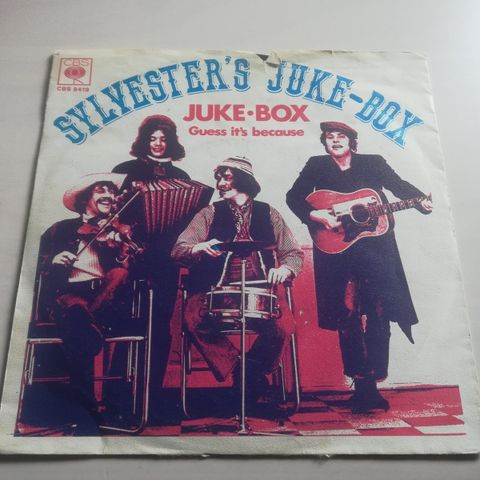 CBS
CBS 8419
SYLVESTER'S JUKE-BOX
JUKE•BOX
Guess it's because